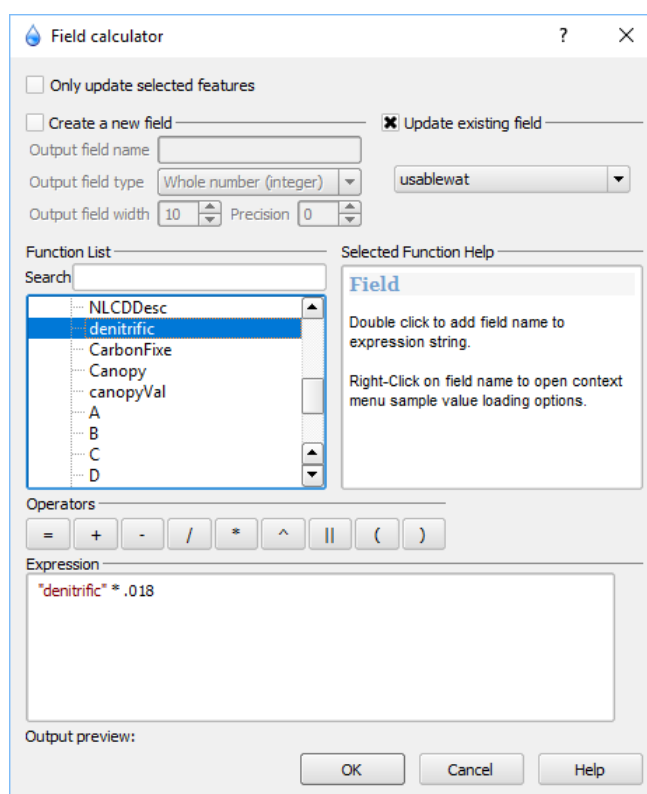 Field calculator ?
Only update selected features
Create a new field
Update existing field
Output field name
Output field type Whole number (integer)
usablewat
Output field width 10 Precision 0
Function List
Selected Function Help
Search
NLCDDesc
denitrific
CarbonFixe
Canopy
canopyVal
A
B
C
D
Field
Double click to add field name to
expression string.
Right-Click on field name to open context
menu sample value loading options.
Operators
= + - / * ^ || ( )
Expression
"denitrific" * .018
Output preview:
OK Cancel Help